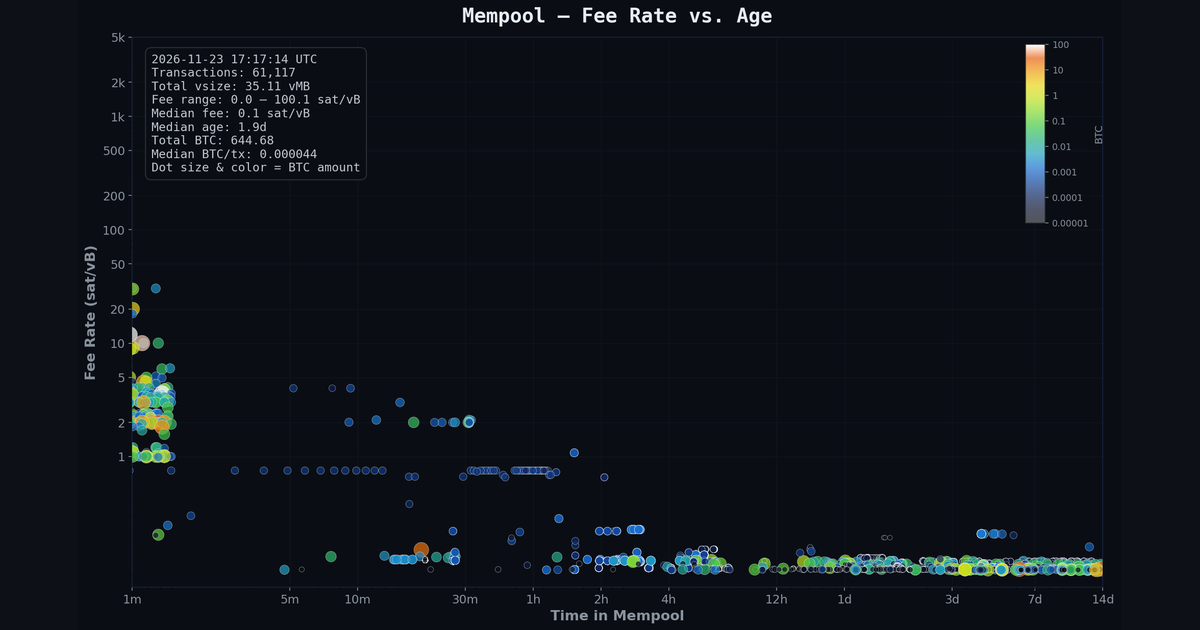 Mempool — Fee Rate vs. Age
2026-11-23 17:17:14 UTC
Transactions: 61,117
Total vsize: 35.11 vMB
Fee range: 0.0 – 100.1 sat/vB
Median fee: 0.1 sat/vB
Median age: 1.9d
Total BTC: 644.68
Median BTC/tx: 0.000044
Dot size & color = BTC amount
5k
2k
1k
500
200
100
50
20
10
5
2
1
Fee Rate (sat/vB)
100
10
1
0.1
0.01
0.001
0.0001
0.00001
BTC
1m 5m 10m 30m 1h 2h 4h 12h 1d 3d 7d 14d
Time in Mempool